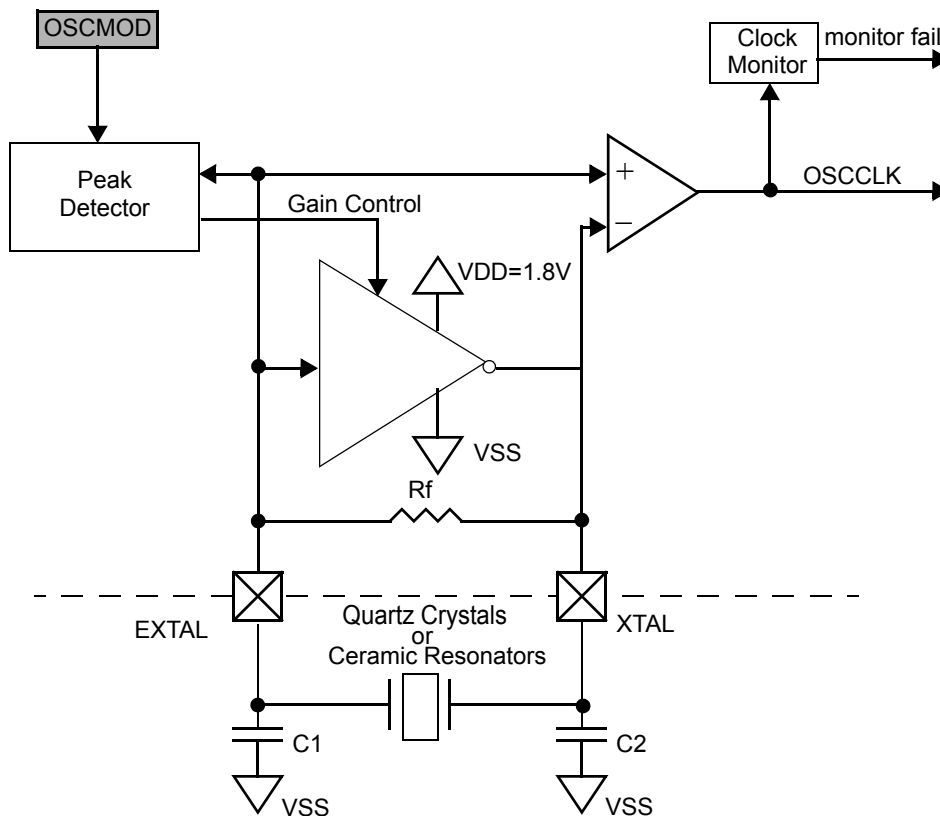 OSCMOD
Clock
Monitor
monitor fail
Peak
Detector
+
−
OSCCLK
Gain Control
VDD=1.8V
VSS
Rf
EXTAL
Quartz Crystals
or
Ceramic Resonators
XTAL
C1
C2
VSS
VSS